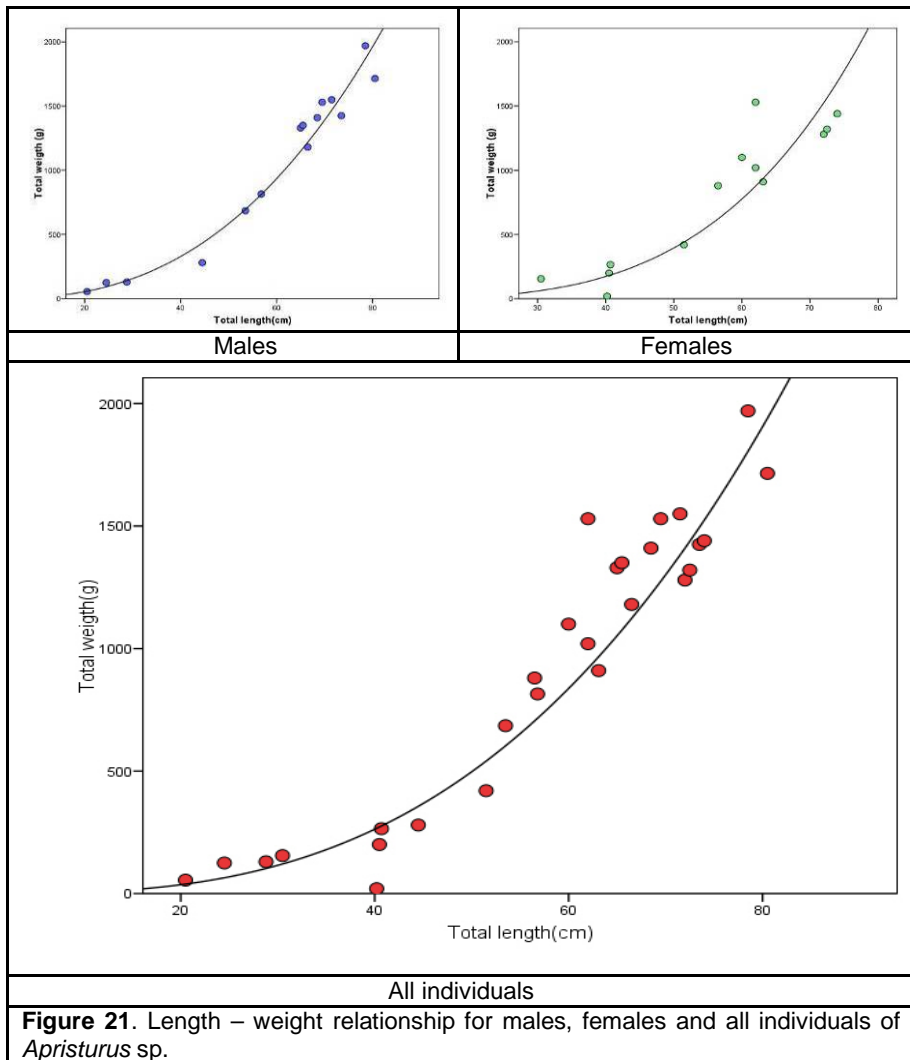 2000
1500
1000
500
0
Total weigth (g)
20
40
60
80
Total length(cm)
Males
2000
1500
1000
500
0
Total weigth (g)
30
40
50
60
70
80
Total length(cm)
Females
2000
1500
1000
500
0
Total weigth(g)
20
40
60
80
Total length(cm)
All individuals
Figure 21. Length – weight relationship for males, females and all individuals of
Apristurus sp.